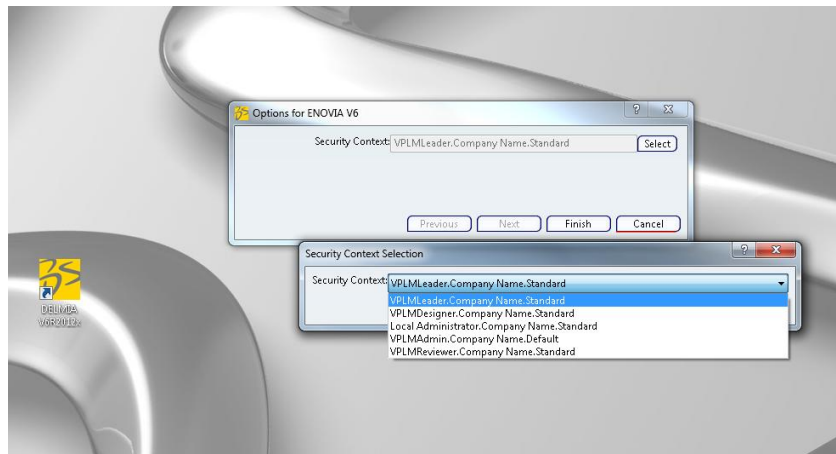 Options for ENOVIA V6
Security Context: VPLMLeader.Company Name.Standard Select
Previous Next Finish Cancel
Security Context Selection
Security Context: VPLMLeader.Company Name.Standard
VPLMLeader.Company Name.Standard
VPLMDesigner.Company Name.Standard
Local Administrator.Company Name.Standard
VPLMAdmin.Company Name.Default
VPLMReviewer.Company Name.Standard
DELMIA
V6R2012x